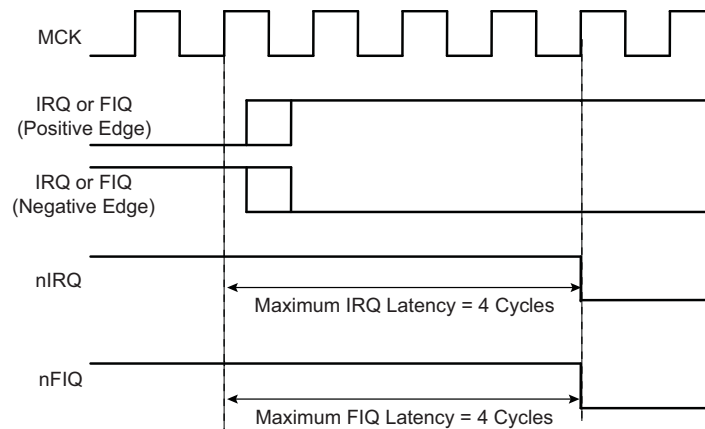 MCK
IRQ or FIQ
(Positive Edge)
IRQ or FIQ
(Negative Edge)
nIRQ
Maximum IRQ Latency = 4 Cycles
nFIQ
Maximum FIQ Latency = 4 Cycles